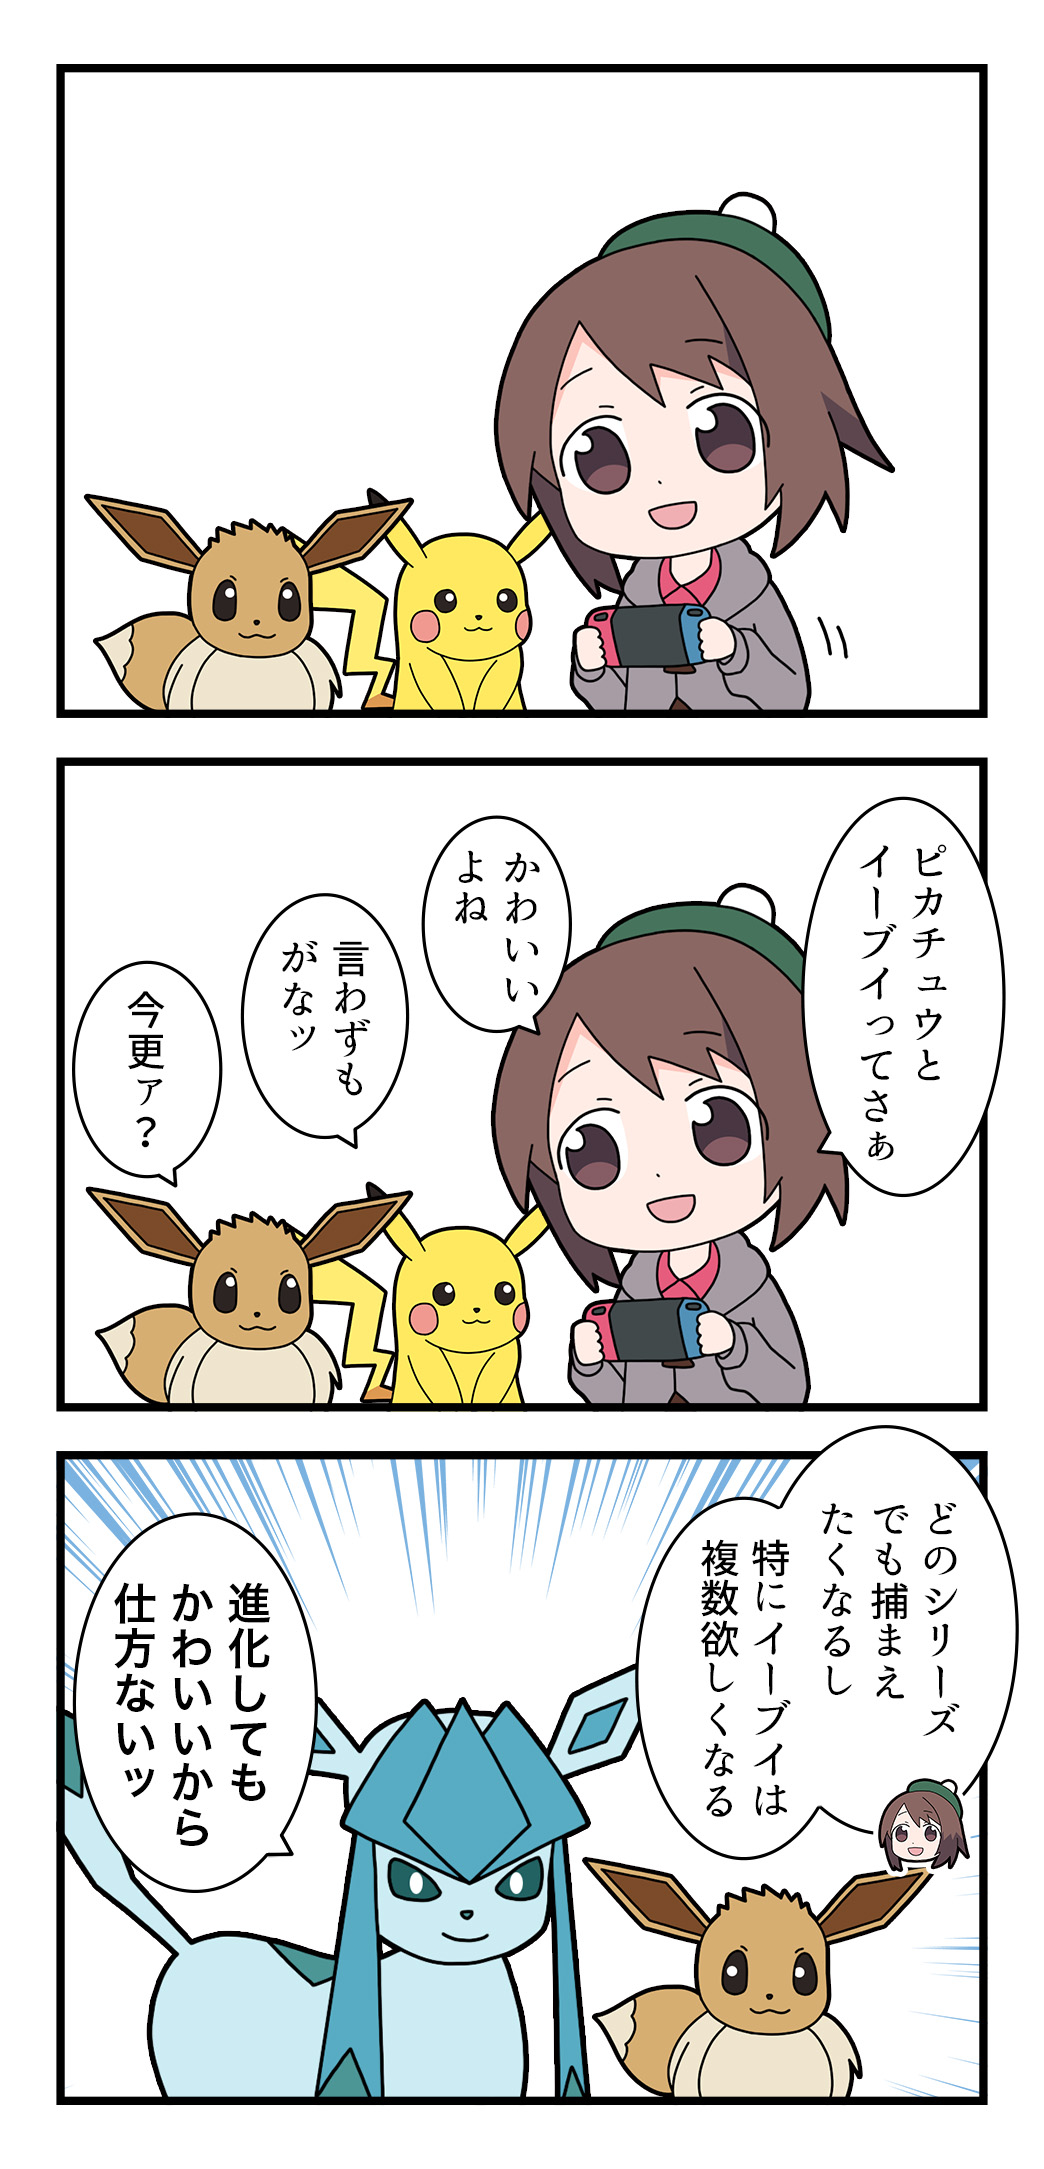 ピカチュウと
イーブイってさぁ
かわいい
よね
言わずも
がなッ
今更ァ？
どのシリーズ
でも捕まえ
たくなるし
特にイーブイは
複数欲しくなる
進化しても
かわいいから
仕方ないッ